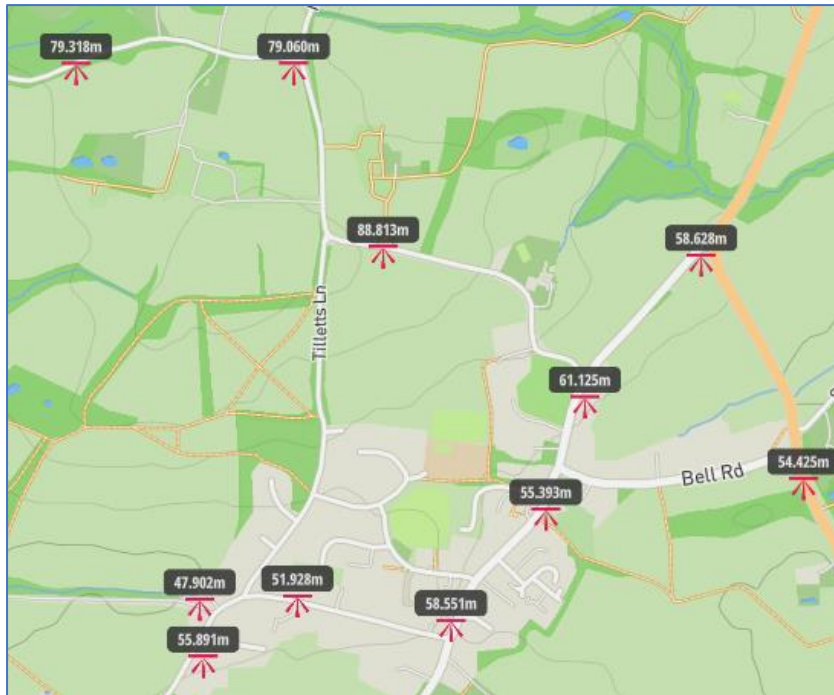 79.318m
79.060m
88.813m
58.628m
Tilletts Ln
61.125m
Bell Rd
54.425m
55.393m
47.902m
51.928m
58.551m
55.891m